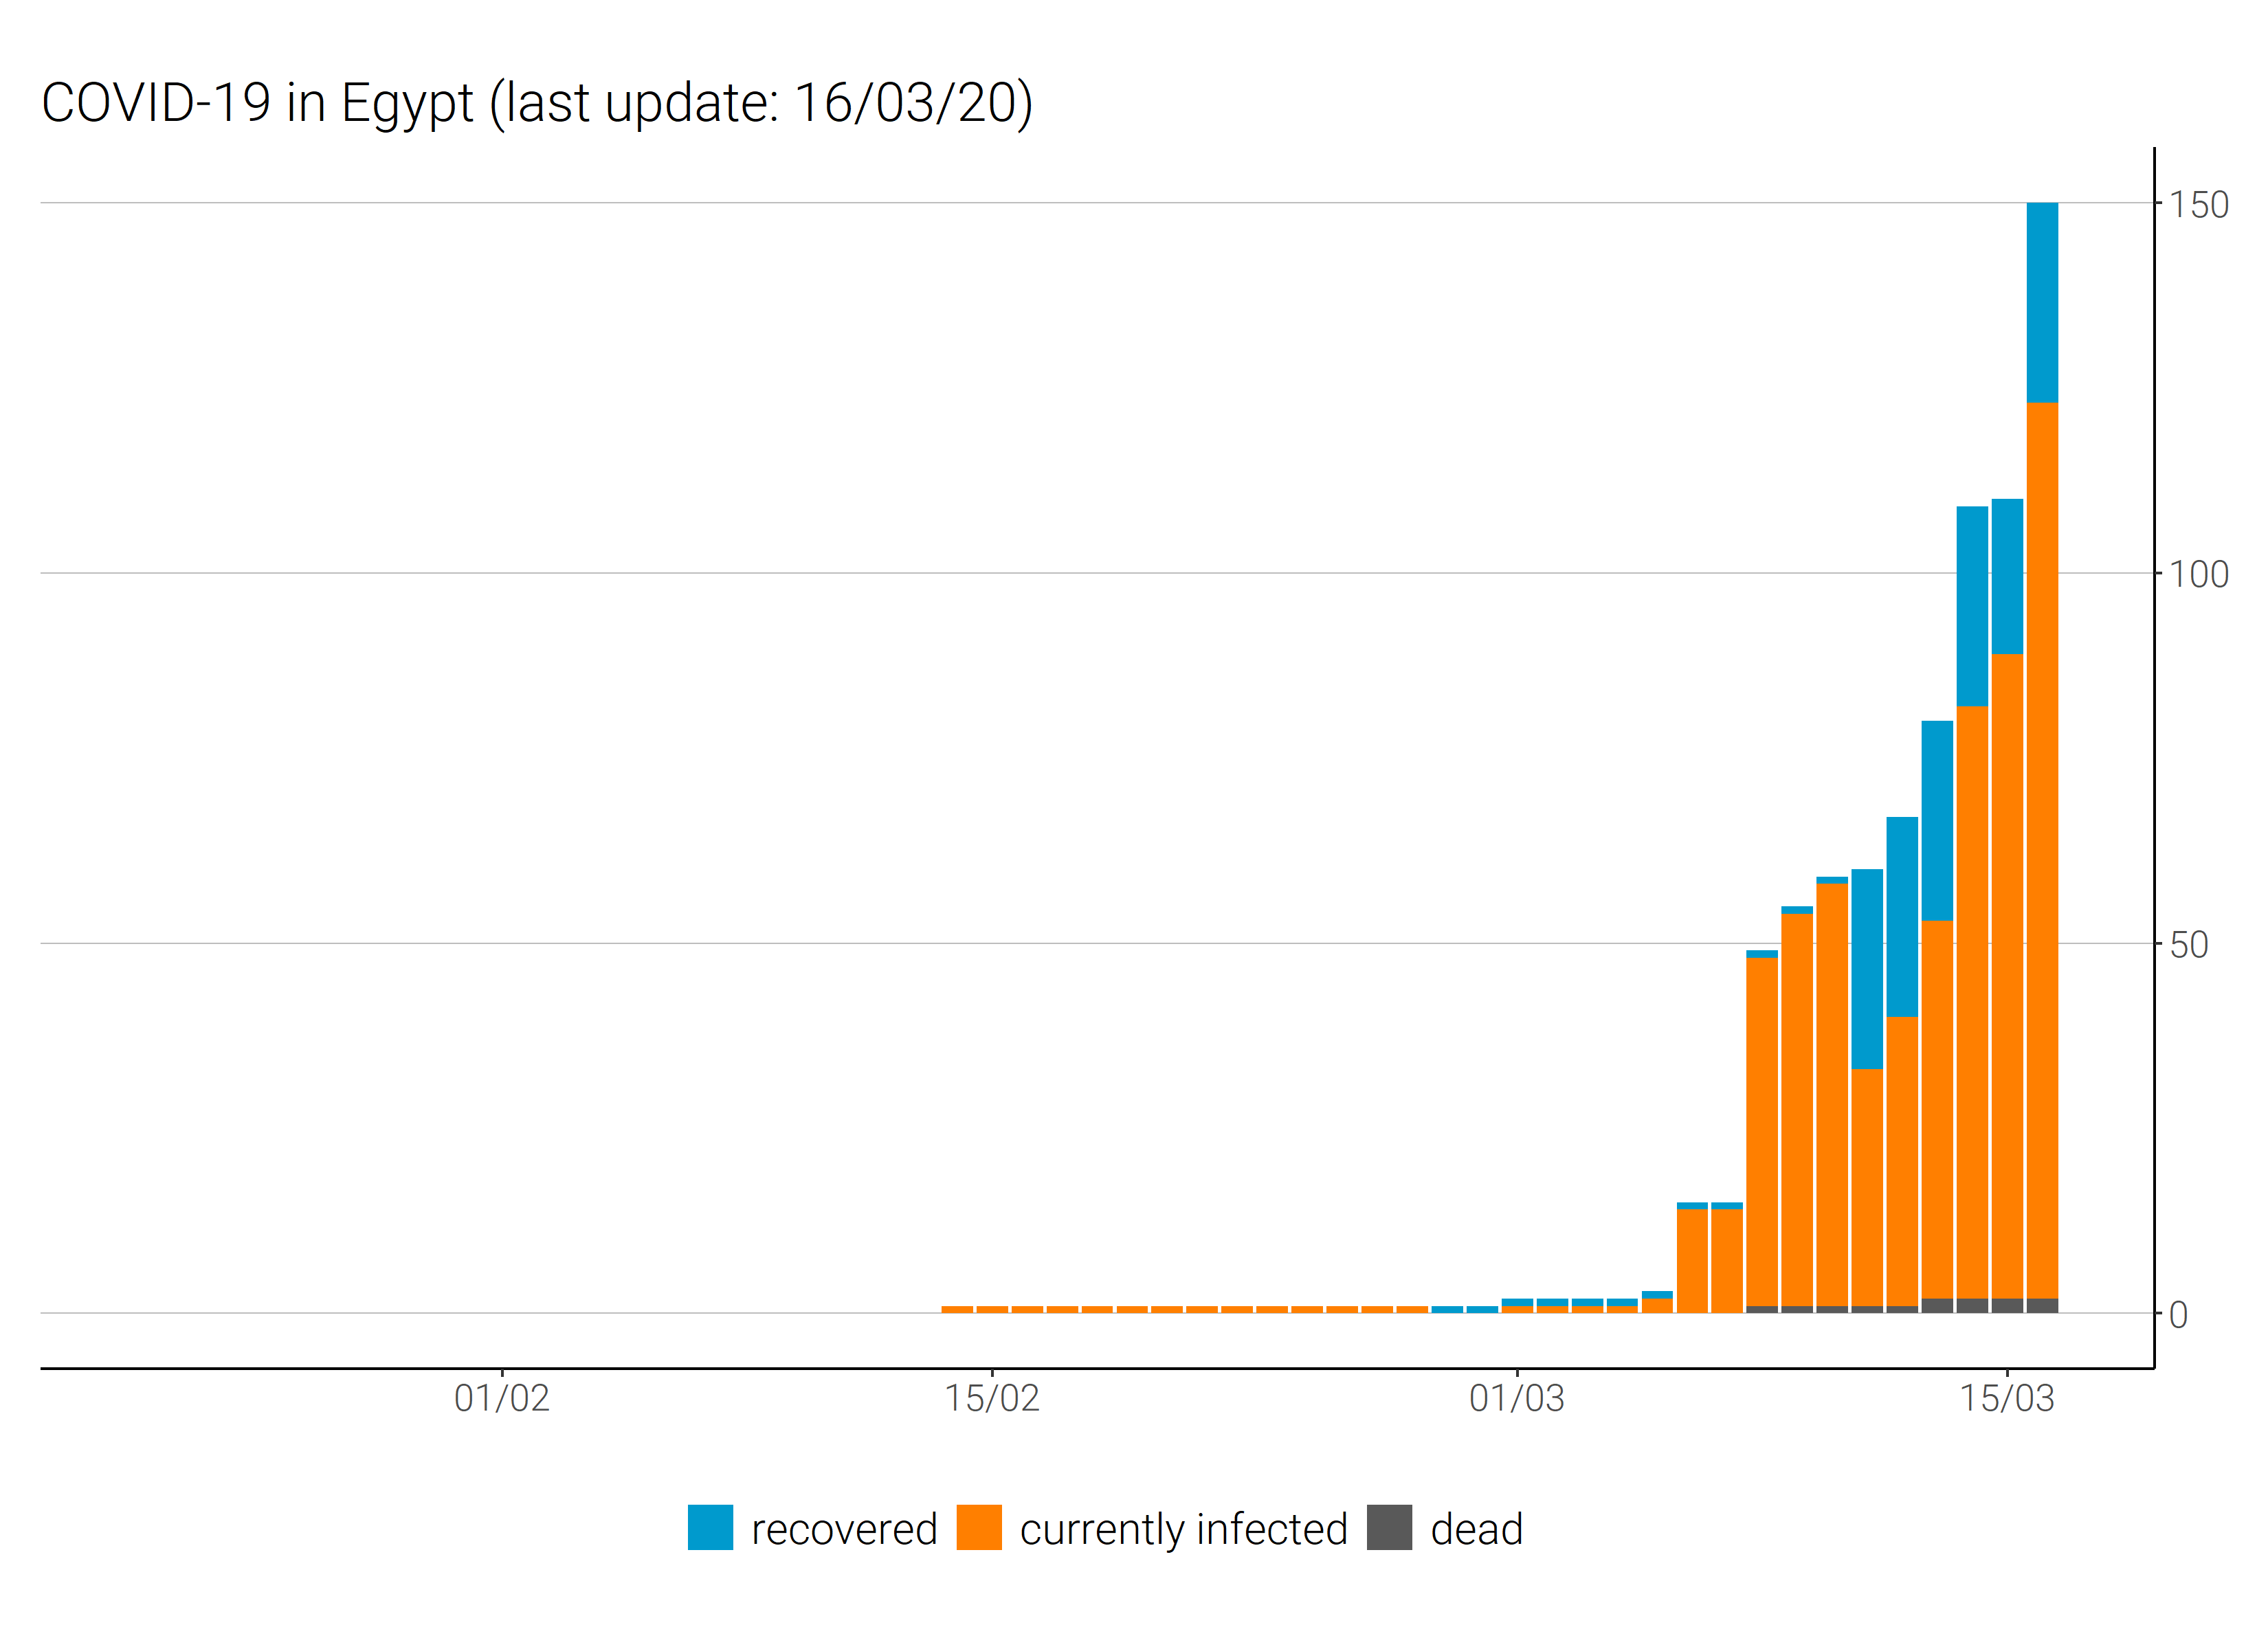 COVID-19 in Egypt (last update: 16/03/20)
150
100
50
0
01/02 15/02 01/03 15/03
recovered currently infected dead